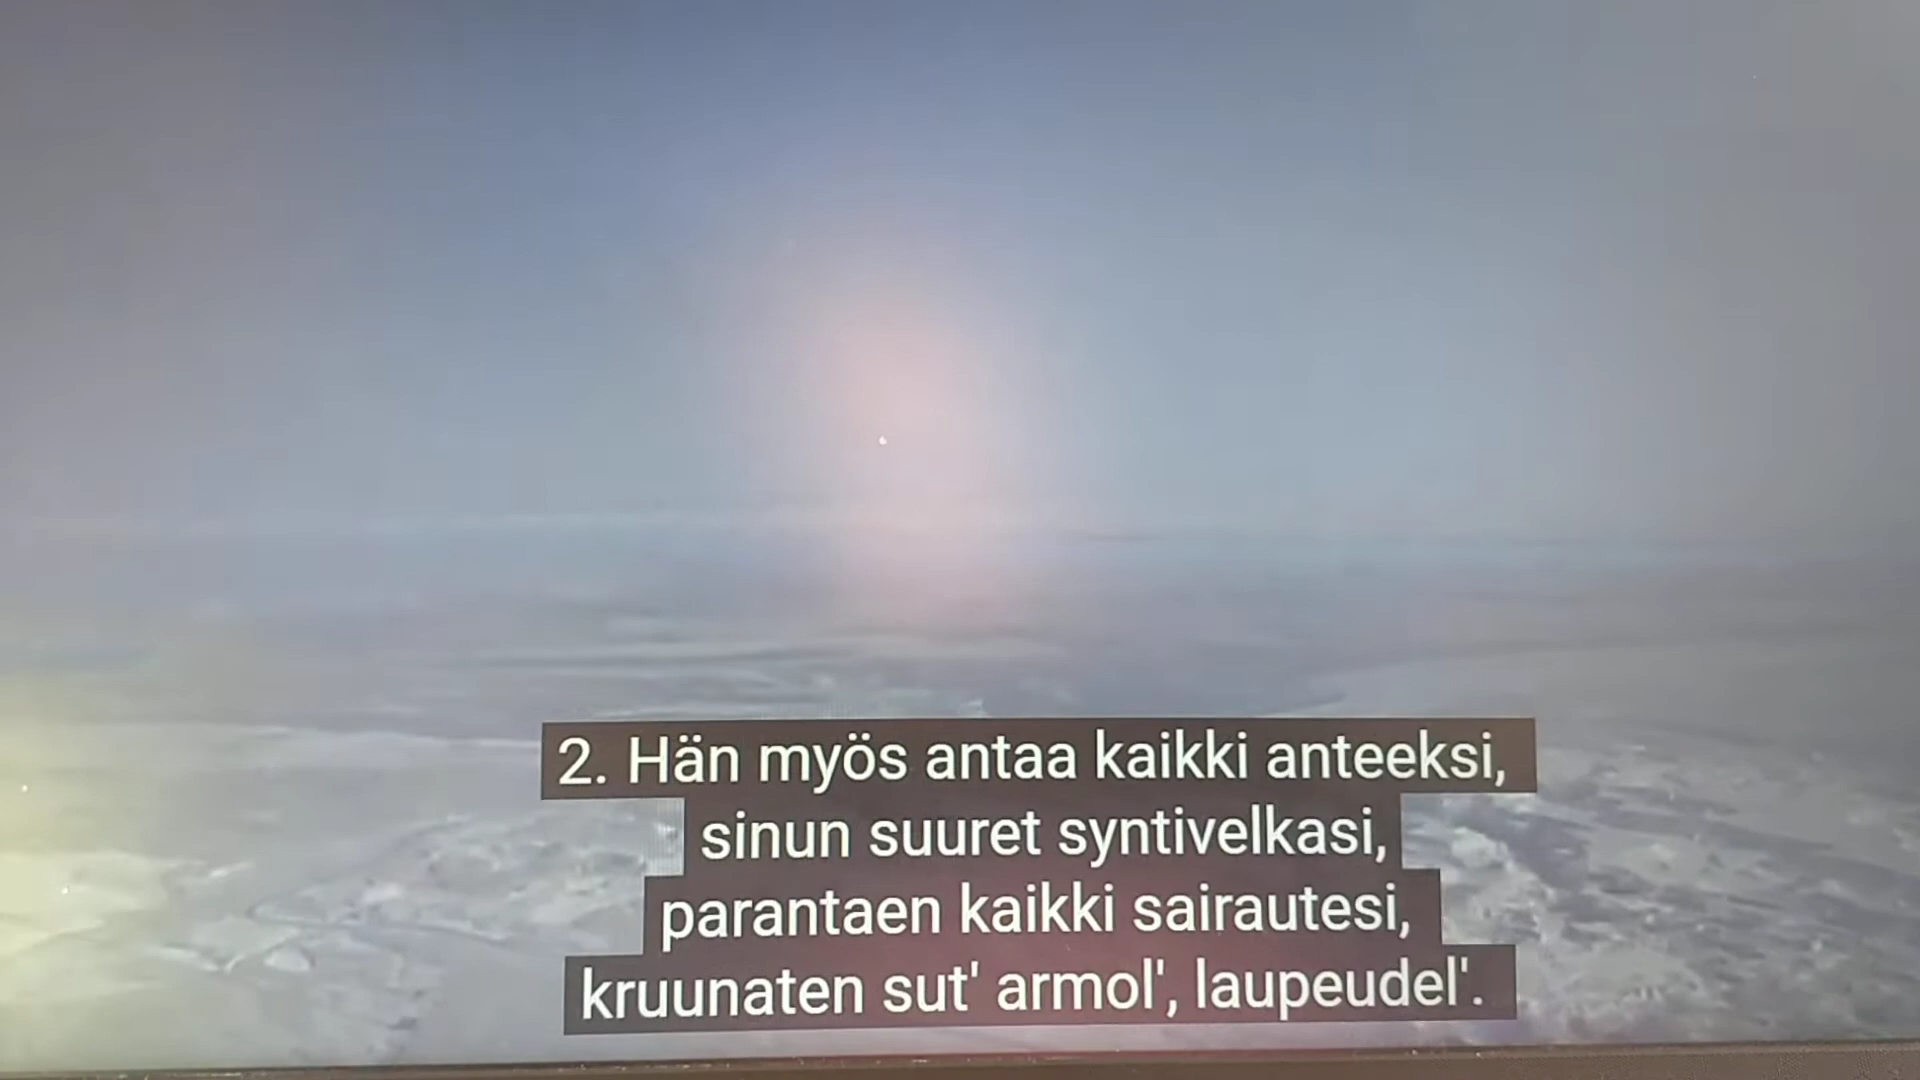 2. Hän myös antaa kaikki anteeksi,
sinun suuret syntivelkasi,
parantaen kaikki sairautesi,
kruunaten sut' armol', laupeudel'.